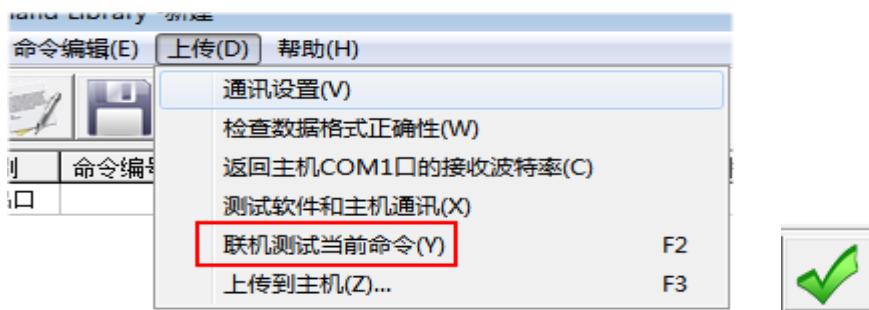 Library -新建
命令编辑(E) 上传(D) 帮助(H)
通讯设置(V)
检查数据格式正确性(W)
命令编号
返回主机COM1口的接收波特率(C)
口
测试软件和主机通讯(X)
联机测试当前命令(Y) F2
上传到主机(Z)... F3